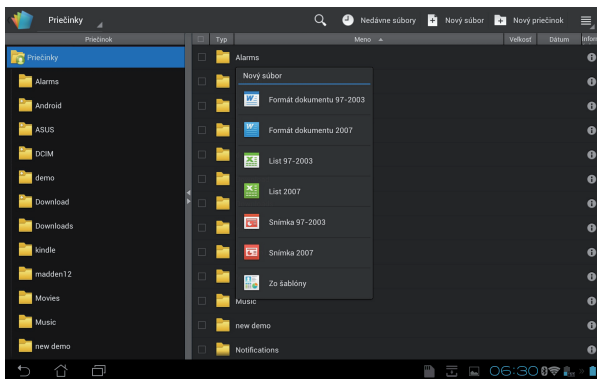 Priečinky
Nedávne súbory
Nový súbor
Nový priečinok
Priečinok
Typ
Meno
Veľkosť
Dátum
Inform
Priečinky
Alarms
Android
ASUS
DCIM
demo
Download
Downloads
kindle
madden12
Movies
Music
new demo
Alarms
Nový súbor
Formát dokumentu 97-2003
Formát dokumentu 2007
List 97-2003
List 2007
Snímka 97-2003
Snímka 2007
Zo šablóny
Music
new demo
Notifications
06:30